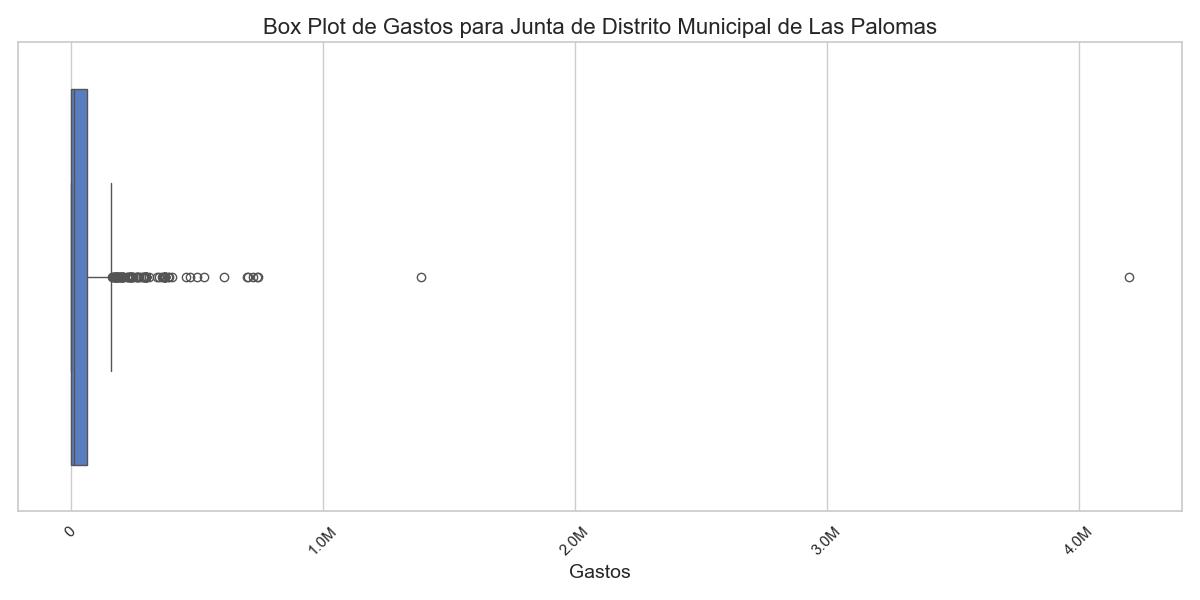 Box Plot de Gastos para Junta de Distrito Municipal de Las Palomas
0
1.0M
2.0M
3.0M
4.0M
Gastos